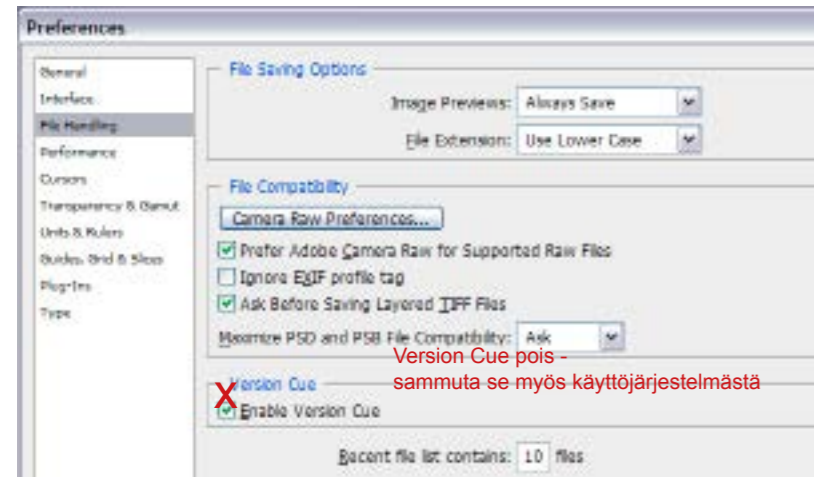 Preferences
General
Interface
File Handling
Performance
Cursors
Transparency & Gamut
Units & Rulers
Guides, Grid & Slices
Plug-Ins
Type
File Saving Options
Image Previews: Always Save
File Extension: Use Lower Case
File Compatibility
Camera Raw Preferences...
Prefer Adobe Camera Raw for Supported Raw Files
Ignore EXIF profile tag
Ask Before Saving Layered TIFF Files
Maximize PSD and PSB File Compatibility: Ask
Version Cue pois -
sammuta se myös käyttöjärjestelmästä
Version Cue
X
Enable Version Cue
Recent file list contains: 10 files